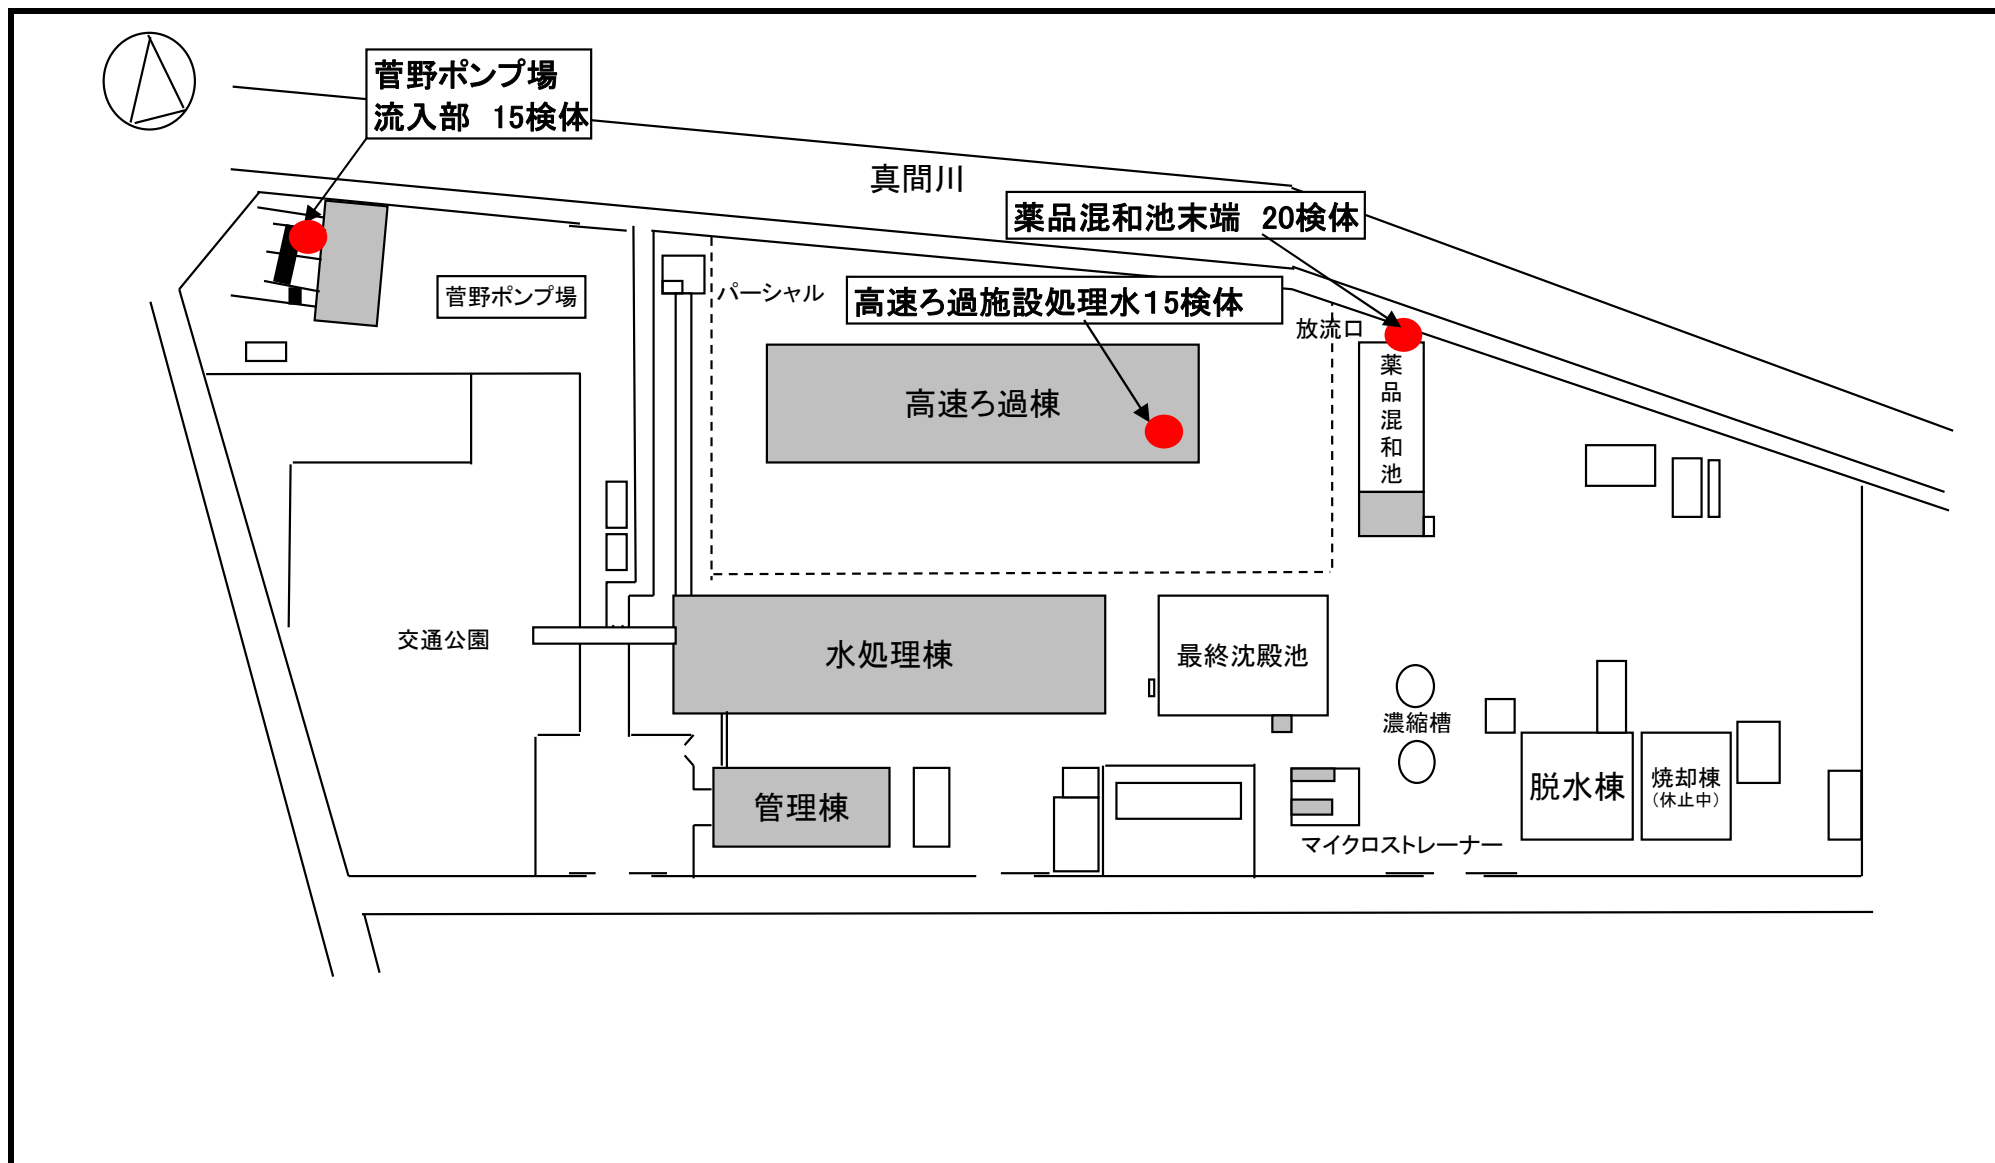 菅野ポンプ場
流入部 15検体
真間川
薬品混和池末端 20検体
菅野ポンプ場
パーシャル
高速ろ過施設処理水15検体
放流口
高速ろ過棟
薬品混和池
交通公園
水処理棟
最終沈殿池
濃縮槽
管理棟
脱水棟
焼却棟
（休止中）
マイクロストレーナー